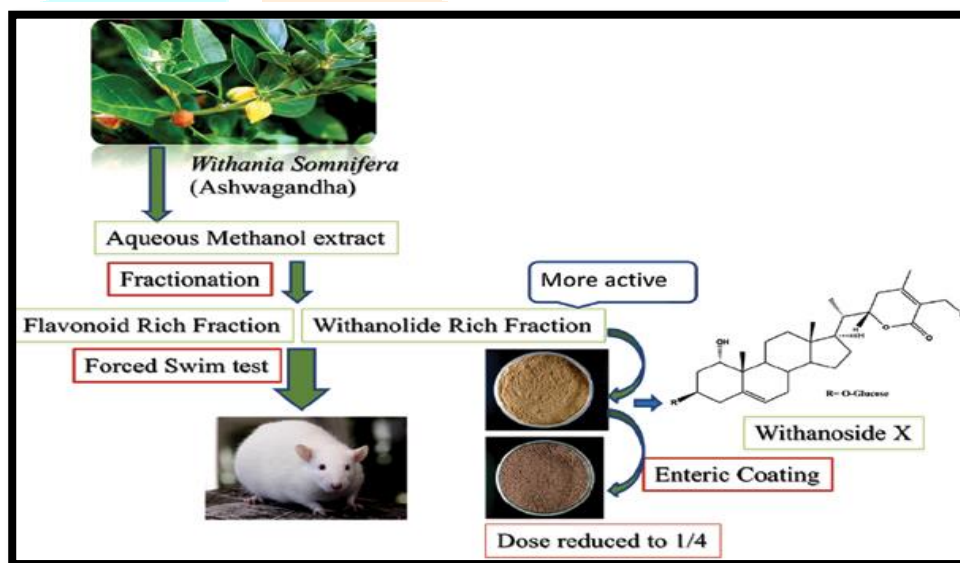 Withania Somnifera
(Ashwagandha)
Aqueous Methanol extract
Fractionation
More active
Flavonoid Rich Fraction
Withanolide Rich Fraction
Forced Swim test
OH
H
O
O
R
R= O-Glucose
Withanoside X
Enteric Coating
Dose reduced to 1/4